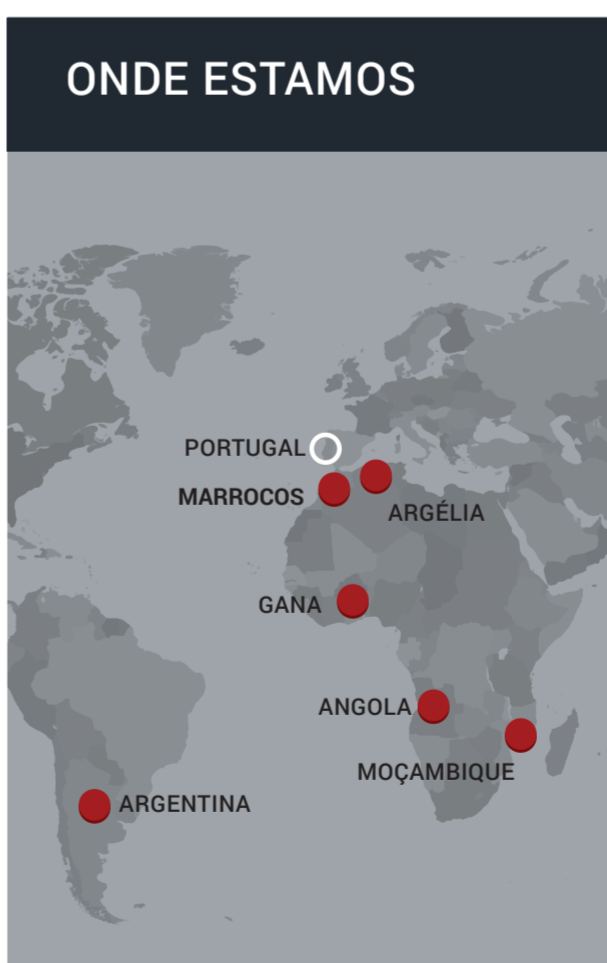 ONDE ESTAMOS
PORTUGAL
MARROCOS
ARGÉLIA
GANA
ANGOLA
MOÇAMBIQUE
ARGENTINA